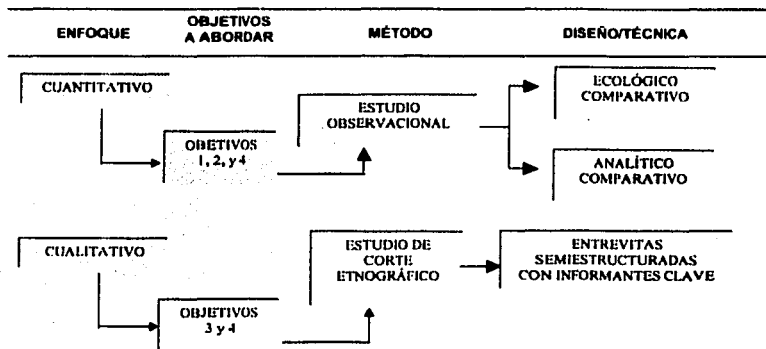 ENFOQUE
OBJETIVOS
A ABORDAR
MÉTODO
DISEÑO/TÉCNICA
CUANTITATIVO
OBETIVOS
1, 2, y 4
ESTUDIO
OBSERVACIONAL
ECOLÓGICO
COMPARATIVO
ANALÍTICO
COMPARATIVO
CUALITATIVO
OBJETIVOS
3 y 4
ESTUDIO DE
CORTE
ETNOGRÁFICO
ENTREVITAS
SEMIESTRUCTURADAS
CON INFORMANTES CLAVE